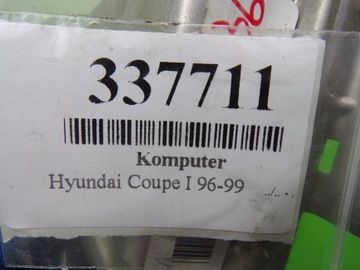 337711
Komputer
Hyundai Coupe I 96-99